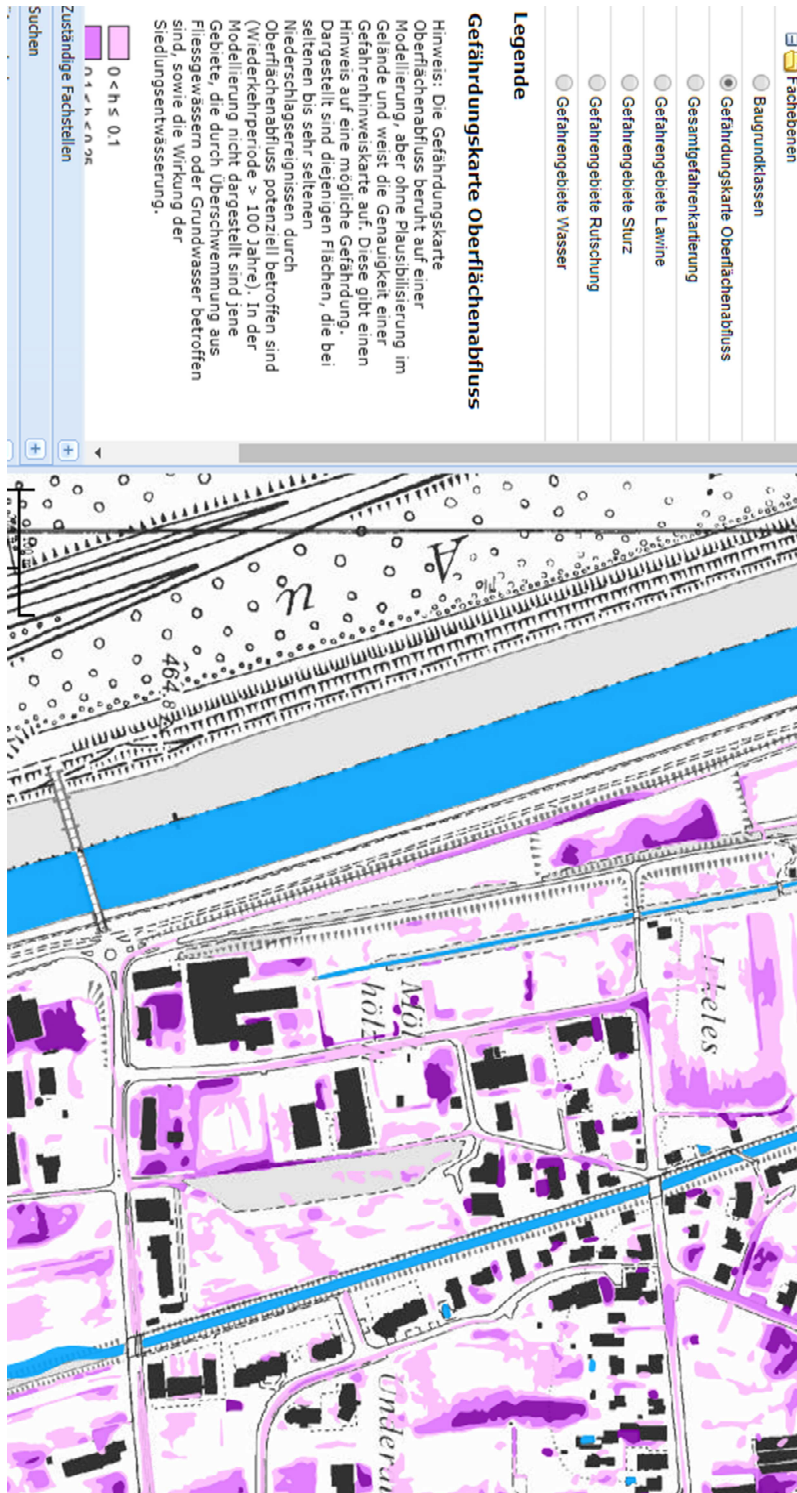 Fachebenen
Baugrundklassen
Gefährdungskarte Oberflächenabfluss
Gesamtgefahrenkartierung
Gefahrengebiete Lawine
Gefahrengebiete Sturz
Gefahrengebiete Rutschung
Gefahrengebiete Wasser
Legende
Gefährdungskarte Oberflächenabfluss
Hinweis: Die Gefährdungskarte
Oberflächenabfluss beruht auf einer
Modellierung, aber ohne Plausibilisierung im
Gelände und weist die Genauigkeit einer
Gefahrenhinweiskarte auf. Diese gibt einen
Hinweis auf eine mögliche Gefährdung.
Dargestellt sind diejenigen Flächen, die bei
seltenen bis sehr seltenen
Niederschlagsereignissen durch
Oberflächenabfluss potenziell betroffen sind
(Wiederkehrperiode > 100 Jahre). In der
Modellierung nicht dargestellt sind jene
Gebiete, die durch Überschwemmung aus
Fliessgewässern oder Grundwasser betroffen
sind, sowie die Wirkung der
Siedlungsentwässerung.
0 < h ≤ 0.1
0.1 < h ≤ 0.25
Zuständige Fachstellen
Suchen
A u